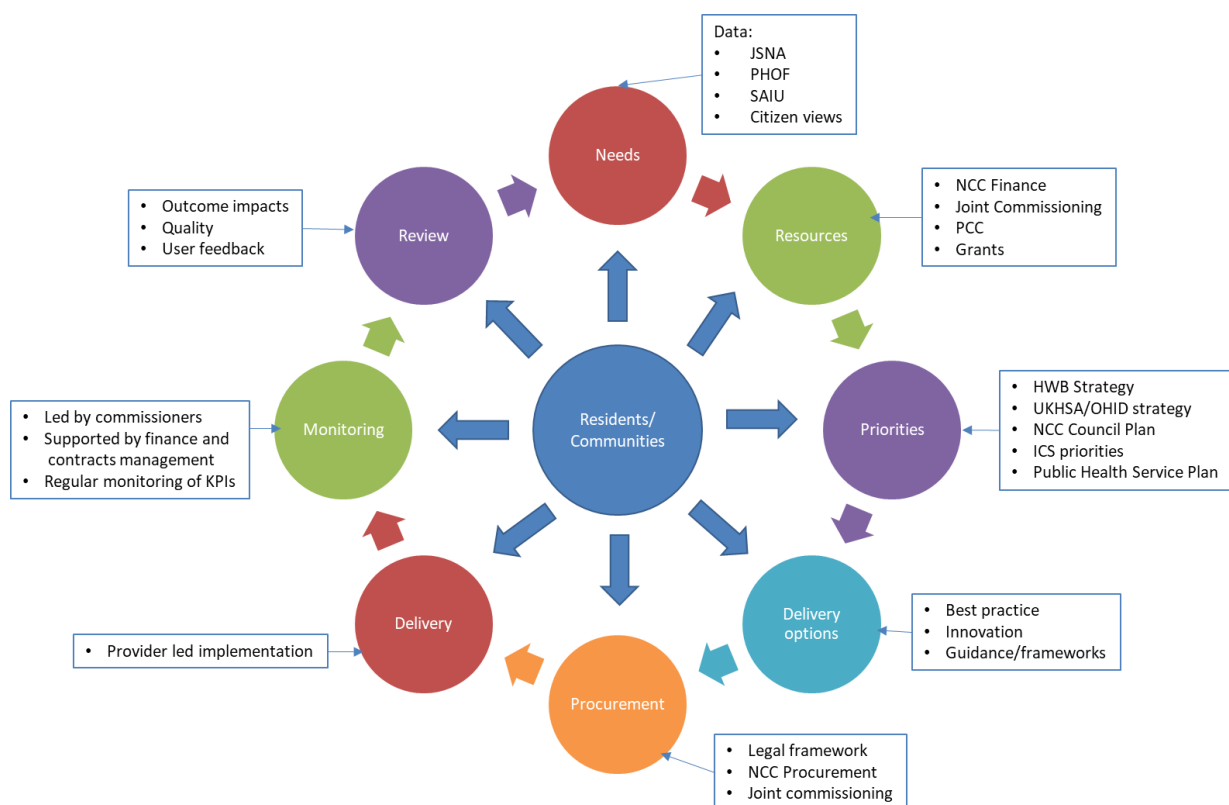 Data:
• JSNA
• PHOF
• SAIU
• Citizen views
Needs
• NCC Finance
• Joint Commissioning
• PCC
• Grants
Resources
• HWB Strategy
• UKHSA/OHID strategy
• NCC Council Plan
• ICS priorities
• Public Health Service Plan
Priorities
• Best practice
• Innovation
• Guidance/frameworks
Delivery
options
• Legal framework
• NCC Procurement
• Joint commissioning
Procurement
• Provider led implementation
Delivery
• Led by commissioners
• Supported by finance and
contracts management
• Regular monitoring of KPIs
Monitoring
• Outcome impacts
• Quality
• User feedback
Review
Residents/
Communities